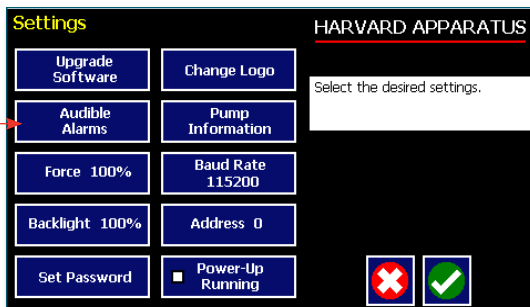 Settings
HARVARD APPARATUS
Upgrade
Software
Change Logo
Select the desired settings.
Audible
Alarms
Pump
Information
Force 100%
Baud Rate
115200
Backlight 100%
Address 0
Set Password
Power-Up
Running